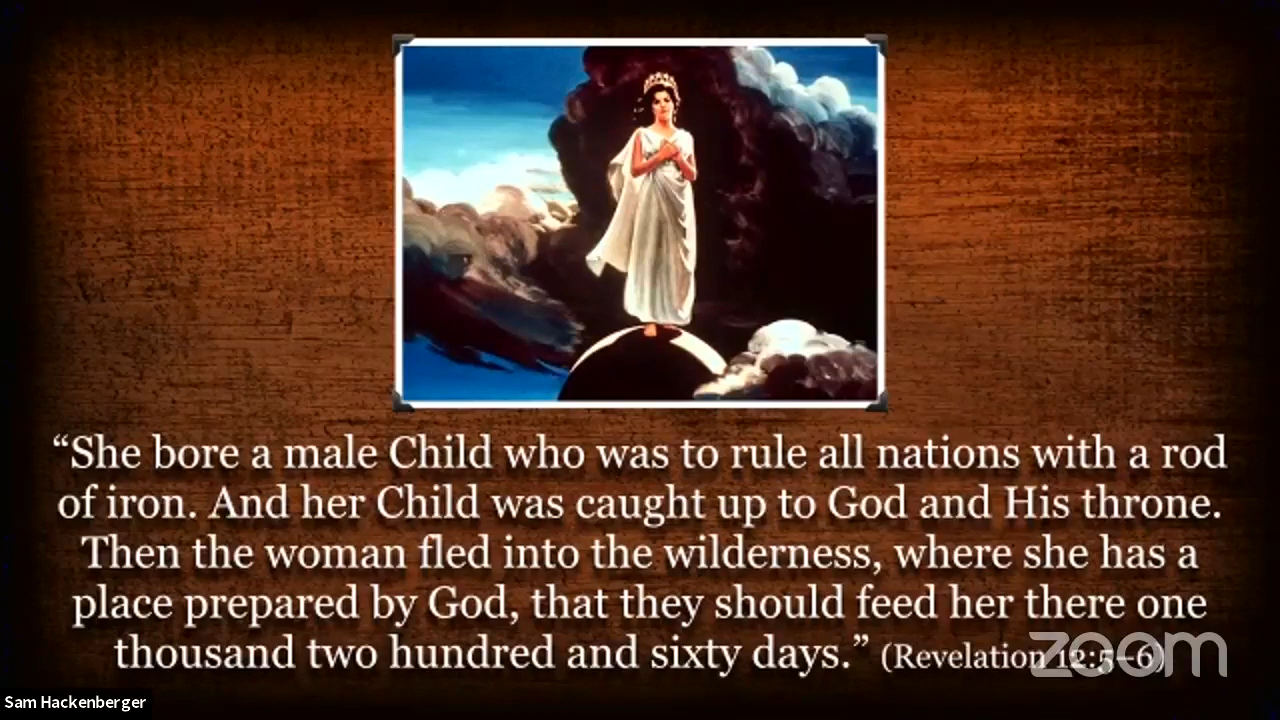 “She bore a male Child who was to rule all nations with a rod
of iron. And her Child was caught up to God and His throne.
Then the woman fled into the wilderness, where she has a
place prepared by God, that they should feed her there one
thousand two hundred and sixty days.” (Revelation 12:5–6)
zoom
Sam Hackenberger